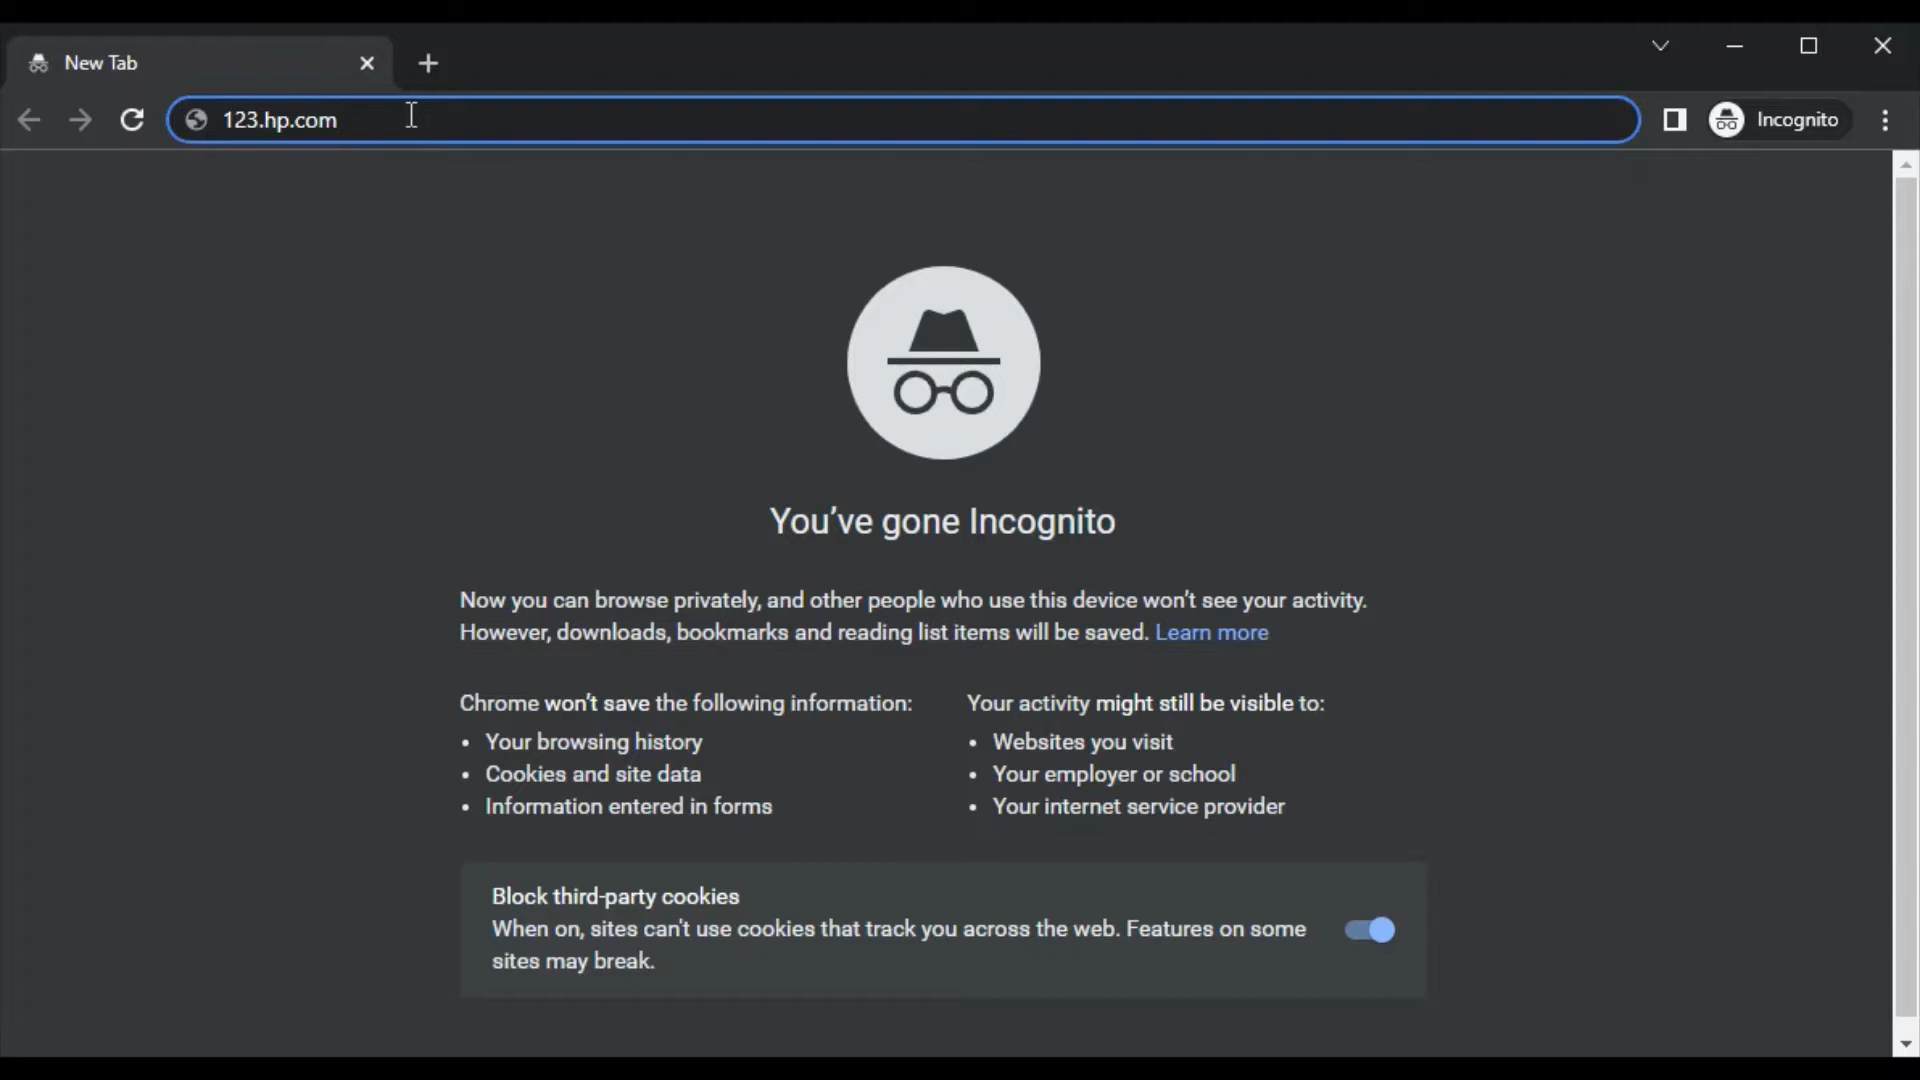 New Tab
123.hp.com
Incognito
You've gone Incognito
Now you can browse privately, and other people who use this device won't see your activity.
However, downloads, bookmarks and reading list items will be saved. Learn more
Chrome won't save the following information:
• Your browsing history
• Cookies and site data
• Information entered in forms
Your activity might still be visible to:
• Websites you visit
• Your employer or school
• Your internet service provider
Block third-party cookies
When on, sites can't use cookies that track you across the web. Features on some
sites may break.